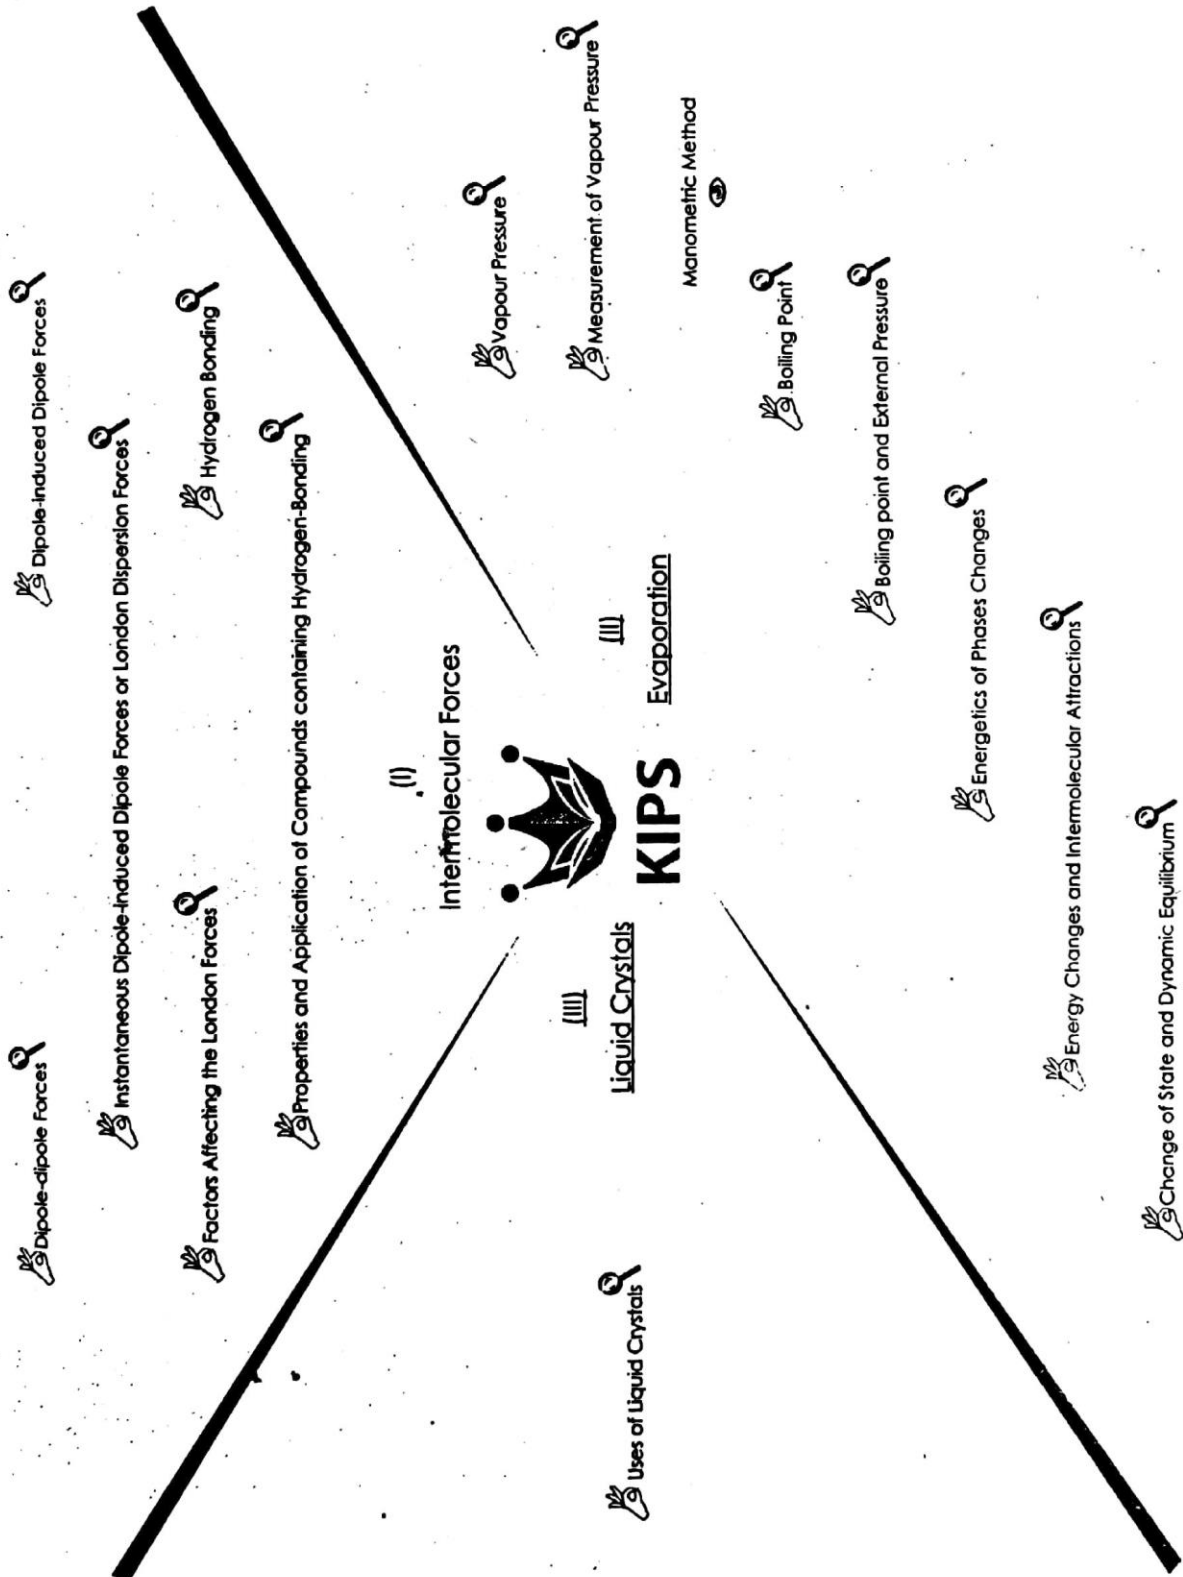 Dipole-dipole Forces
Dipole-induced Dipole Forces
Instantaneous Dipole-induced Dipole Forces or London Dispersion Forces
Factors Affecting the London Forces
Hydrogen Bonding
Properties and Application of Compounds containing Hydrogen-Bonding
(I)
Intermolecular Forces
KIPS
(II)
Evaporation
Vapour Pressure
Measurement of Vapour Pressure
Manometric Method
Boiling Point
Boiling point and External Pressure
Energetics of Phases Changes
Energy Changes and Intermolecular Attractions
Change of State and Dynamic Equilibrium
(III)
Liquid Crystals
Uses of Liquid Crystals